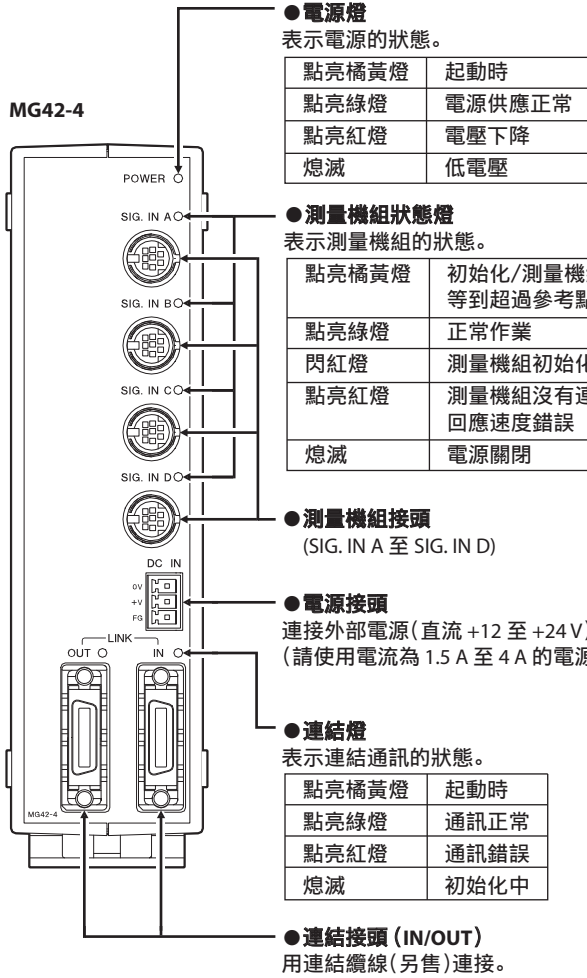 MG42-4
POWER
SIG. IN A
SIG. IN B
SIG. IN C
SIG. IN D
DC IN
0V
+V
FG
LINK
OUT
IN
MG42-4
●電源燈
表示電源的狀態。
點亮橘黃燈 起動時
點亮綠燈 電源供應正常
點亮紅燈 電壓下降
熄滅 低電壓
●測量機組狀態燈
表示測量機組的狀態。
點亮橘黃燈 初始化/測量機
等到超過參考點
點亮綠燈 正常作業
閃紅燈 測量機組初始化
點亮紅燈 測量機組沒有連
回應速度錯誤
熄滅 電源關閉
●測量機組接頭
(SIG. IN A 至 SIG. IN D)
●電源接頭
連接外部電源(直流 +12 至 +24 V)
(請使用電流為 1.5 A 至 4 A 的電源
●連結燈
表示連結通訊的狀態。
點亮橘黃燈 起動時
點亮綠燈 通訊正常
點亮紅燈 通訊錯誤
熄滅 初始化中
●連結接頭(IN/OUT)
用連結纜線(另售)連接。